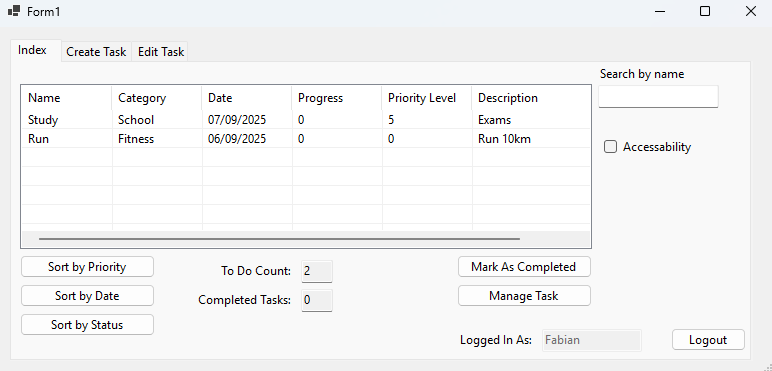 Form1
Index Create Task Edit Task
Search by name
Name Category Date Progress Priority Level Description
Study School 07/09/2025 0 5 Exams
Run Fitness 06/09/2025 0 0 Run 10km
Accessability
Sort by Priority To Do Count: 2 Mark As Completed
Sort by Date Completed Tasks: 0 Manage Task
Sort by Status
Logged In As: Fabian Logout